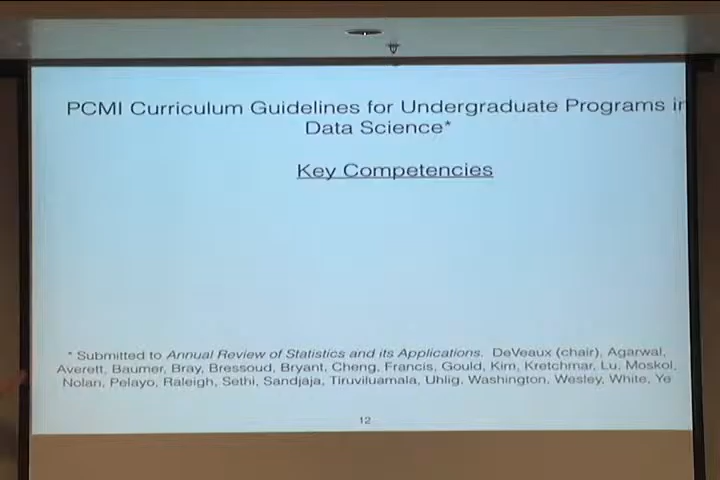 PCMI Curriculum Guidelines for Undergraduate Programs in
Data Science*
Key Competencies
* Submitted to Annual Review of Statistics and its Applications. DeVeaux (chair), Agarwal,
Averett, Baumer, Bray, Bressoud, Bryant, Cheng, Francis, Gould, Kim, Kretchmar, Lu, Moskol,
Nolan, Pelayo, Raleigh, Sethi, Sandjaja, Tiruviluamala, Uhlig, Washington, Wesley, White, Ye
12